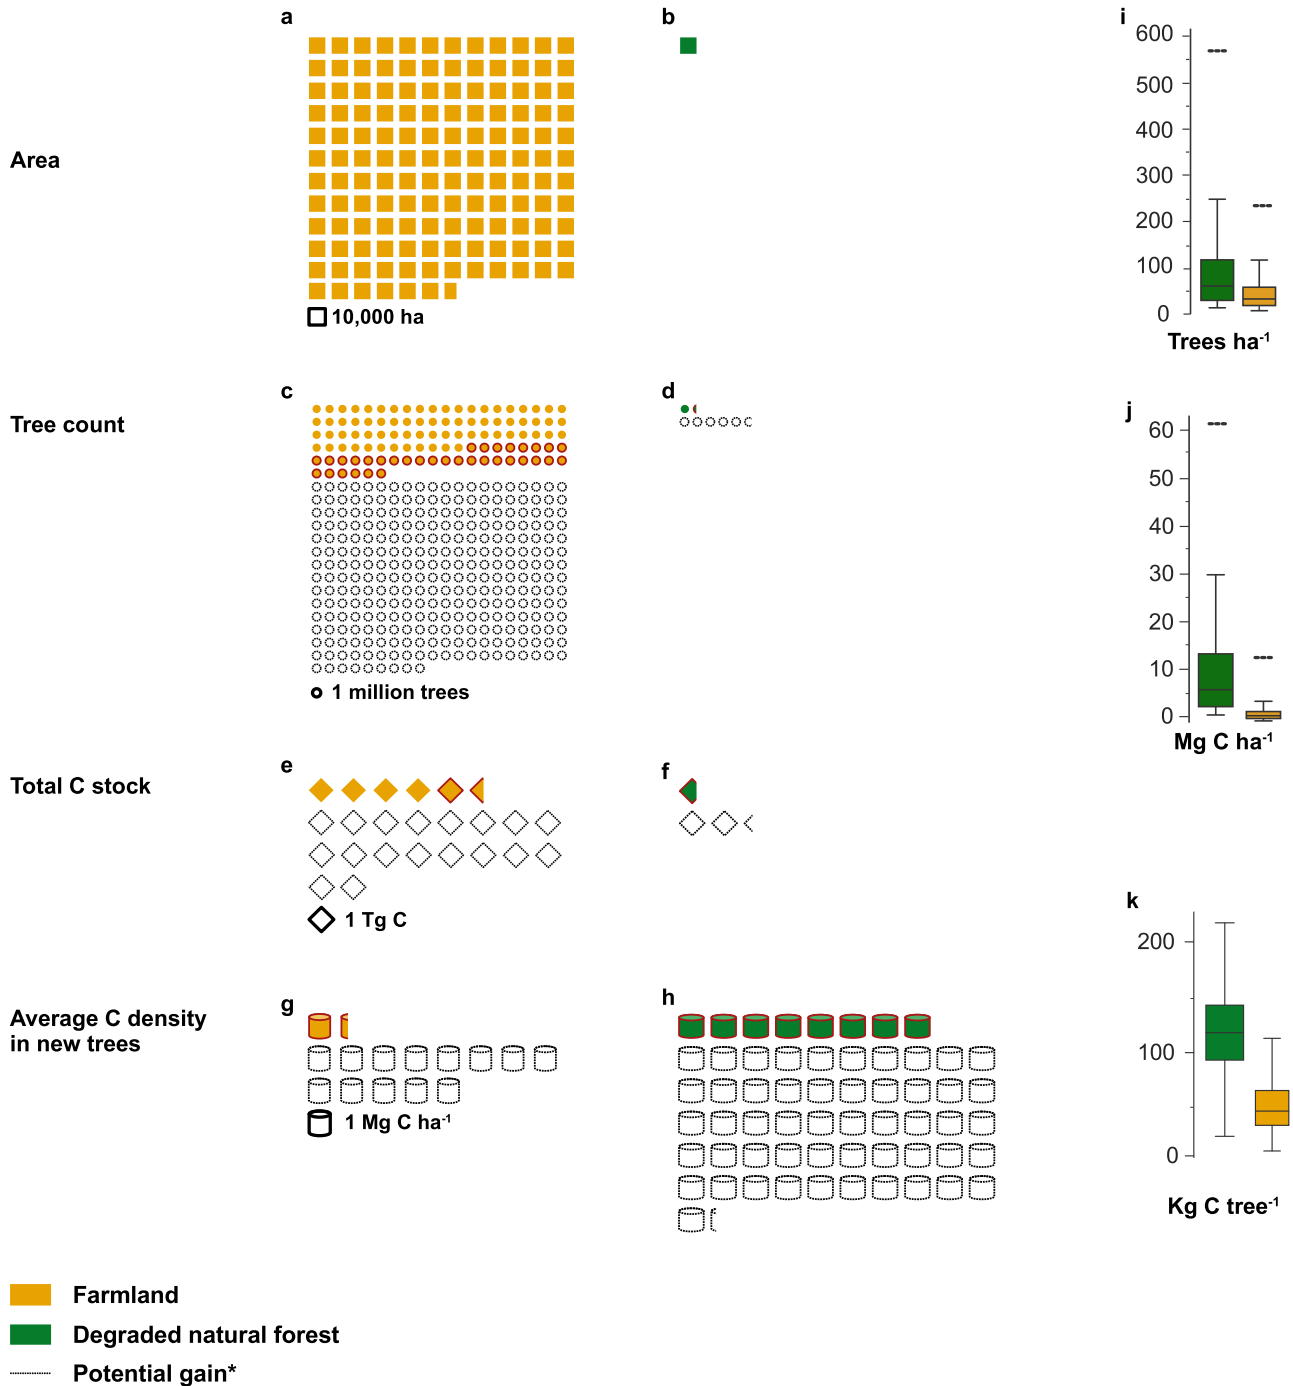 a
b
i
Area
10,000 ha
600
500
400
300
200
100
0
Trees ha-1
c
d
j
Tree count
1 million trees
60
50
40
30
20
10
0
Mg C ha-1
e
f
Total C stock
1 Tg C
k
200
100
0
Kg C tree-1
g
h
Average C density
in new trees
1 Mg C ha-1
Farmland
Degraded natural forest
Potential gain*